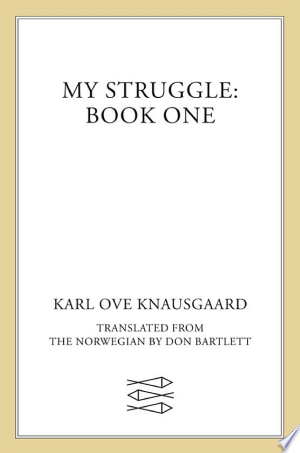 MY STRUGGLE:
BOOK ONE
KARL OVE KNAUSGAARD
TRANSLATED FROM
THE NORWEGIAN BY DON BARTLETT